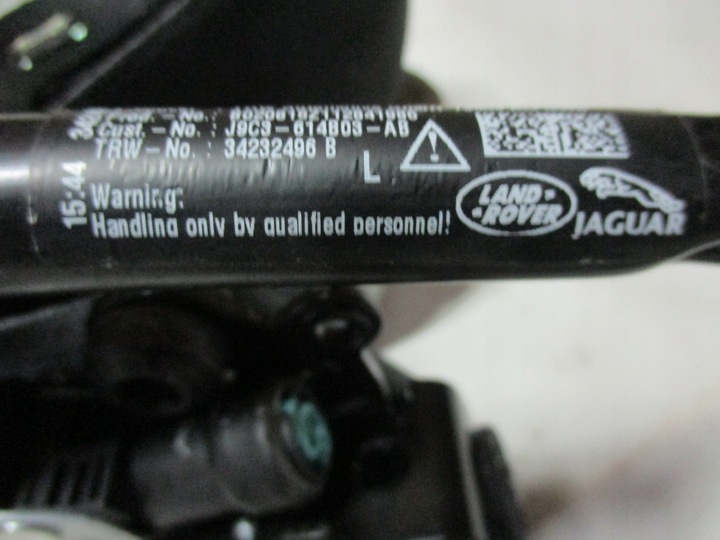 Cust. - No. : J9C3-614B03-AB
TRW - No. : 34232496 B
L
15:44
Warning:
Handling only by qualified personnel!
LAND-
-ROVER
JAGUAR